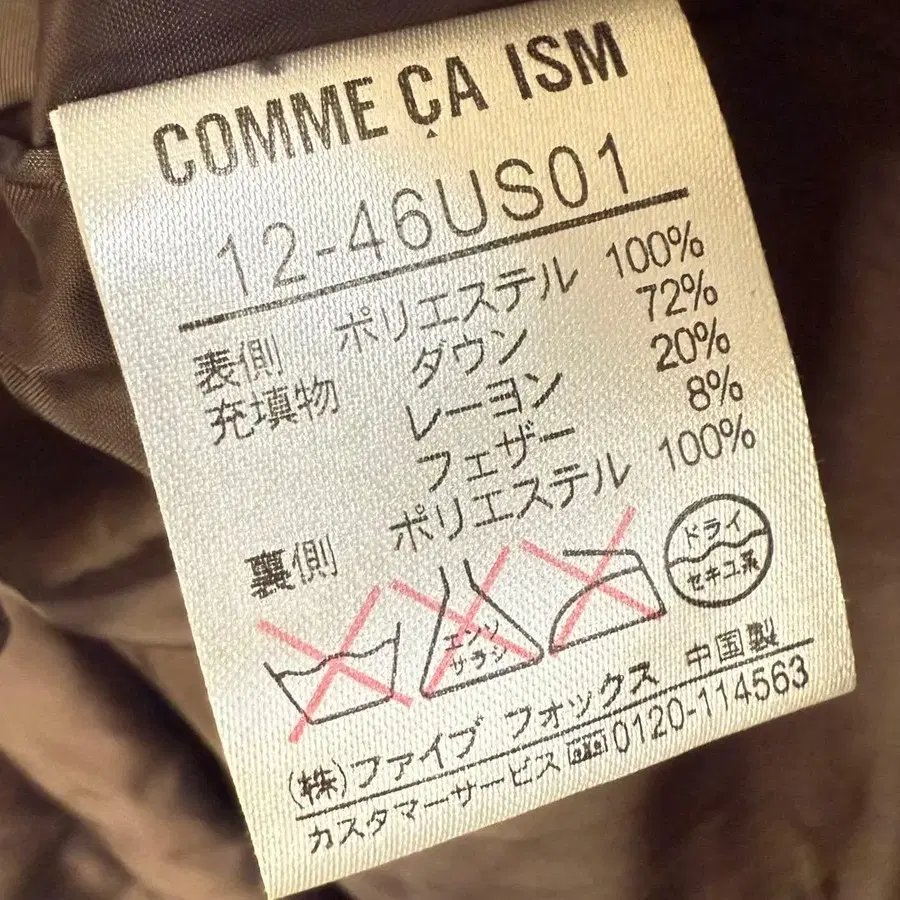 COMME ÇA ISM
12-46US01
表側 ポリエステル 100%
充填物 ダウン 72%
レーヨン 20%
フェザー 8%
裏側 ポリエステル 100%
エンソ
サラシ
ドライ
セキユ系
(株)ファイブ フォックス 中国製
カスタマーサービス 0120-114563